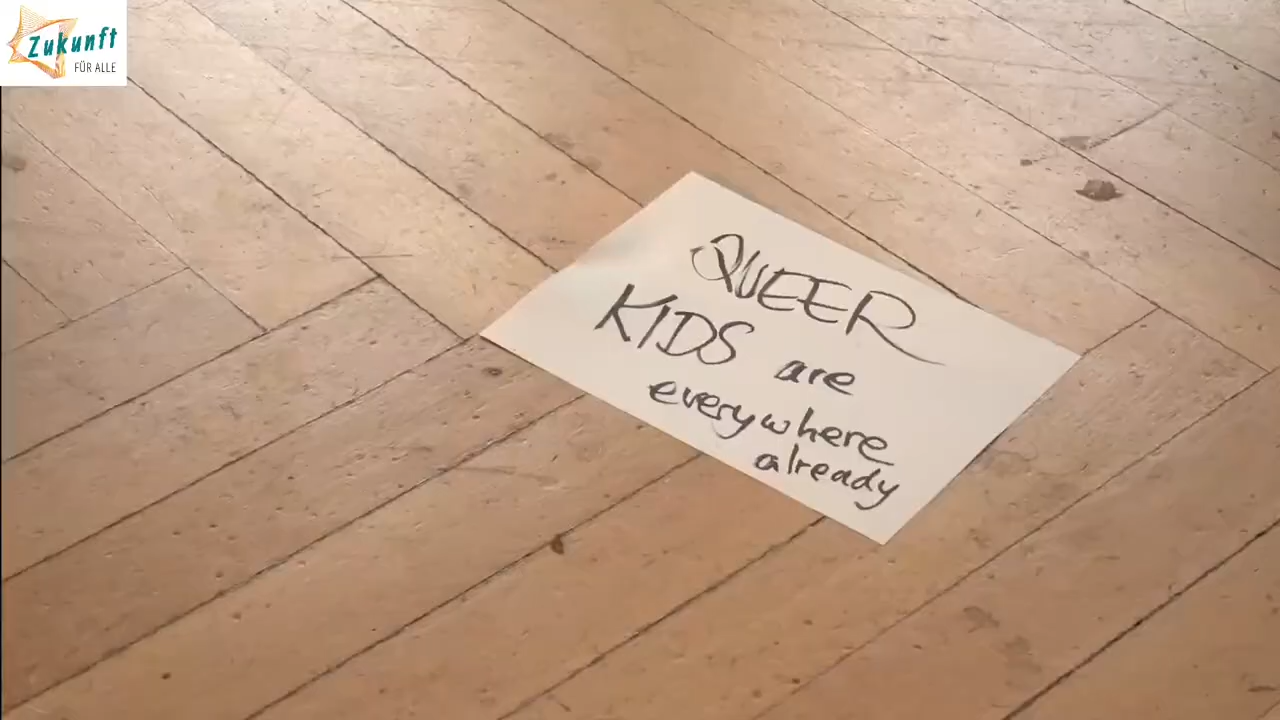 Zukunft
FÜR ALLE
QUEER
KIDS are
everywhere
already